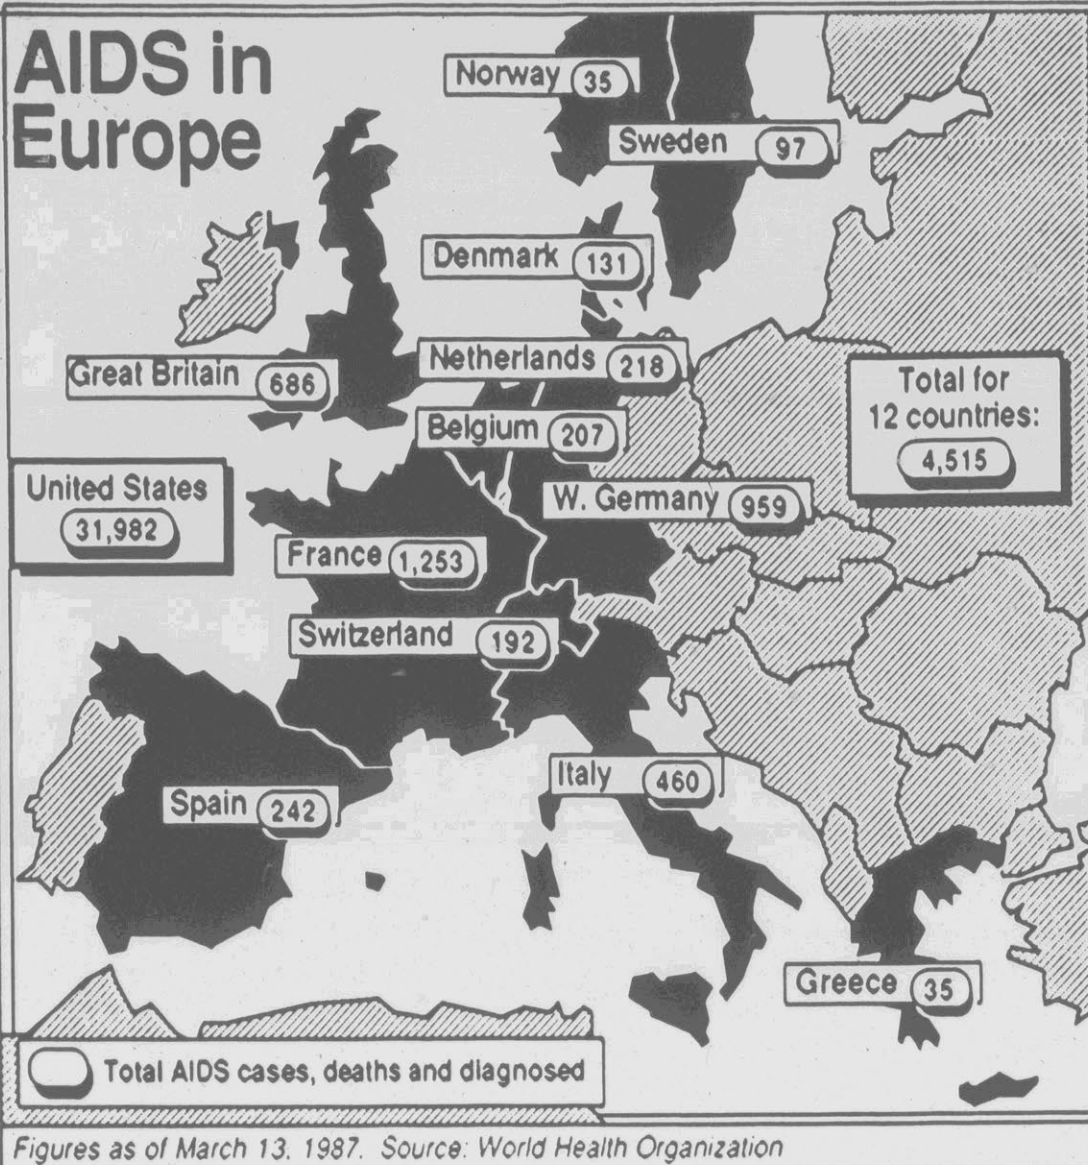 AIDS in
Europe
Norway 35
Sweden 97
Denmark 131
Netherlands 218
Great Britain 686
Total for
12 countries:
4,515
Belgium 207
United States
31,982
W. Germany 959
France 1,253
Switzerland 192
Italy 460
Spain 242
Greece 35
Total AIDS cases, deaths and diagnosed
Figures as of March 13. 1987. Source: World Health Organization